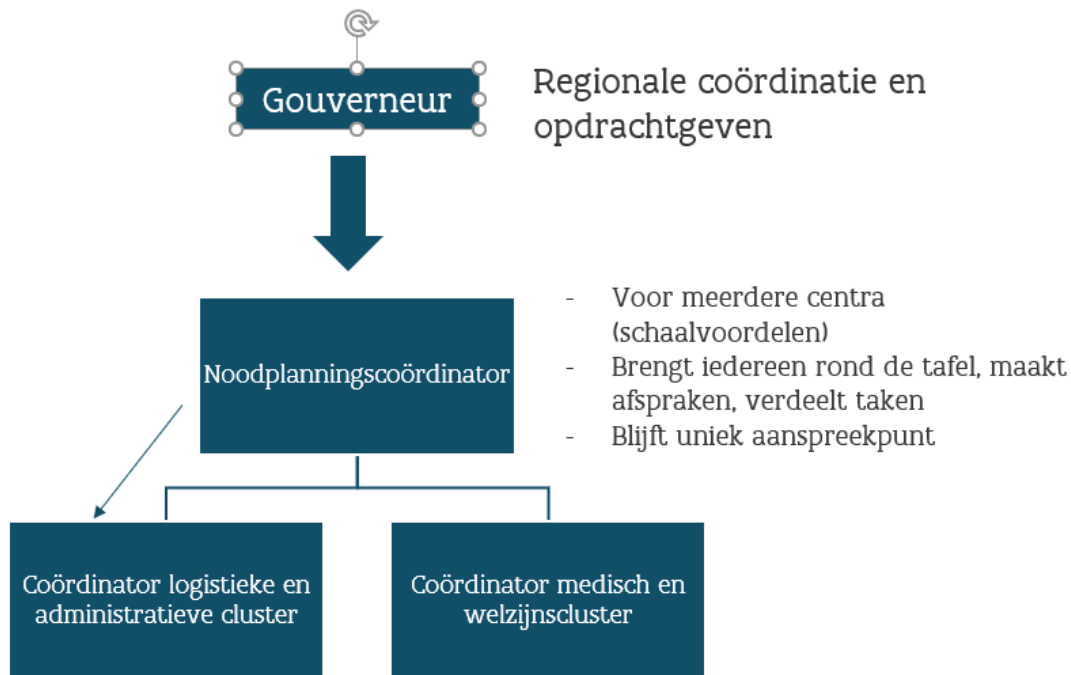 Gouverneur
Regionale coördinatie en
opdrachtgeven
Noodplanningscoördinator
- Voor meerdere centra
(schaalvoordelen)
- Brengt iedereen rond de tafel, maakt
afspraken, verdeelt taken
- Blijft uniek aanspreekpunt
Coördinator logistieke en
administratieve cluster
Coördinator medisch en
welzijnscluster